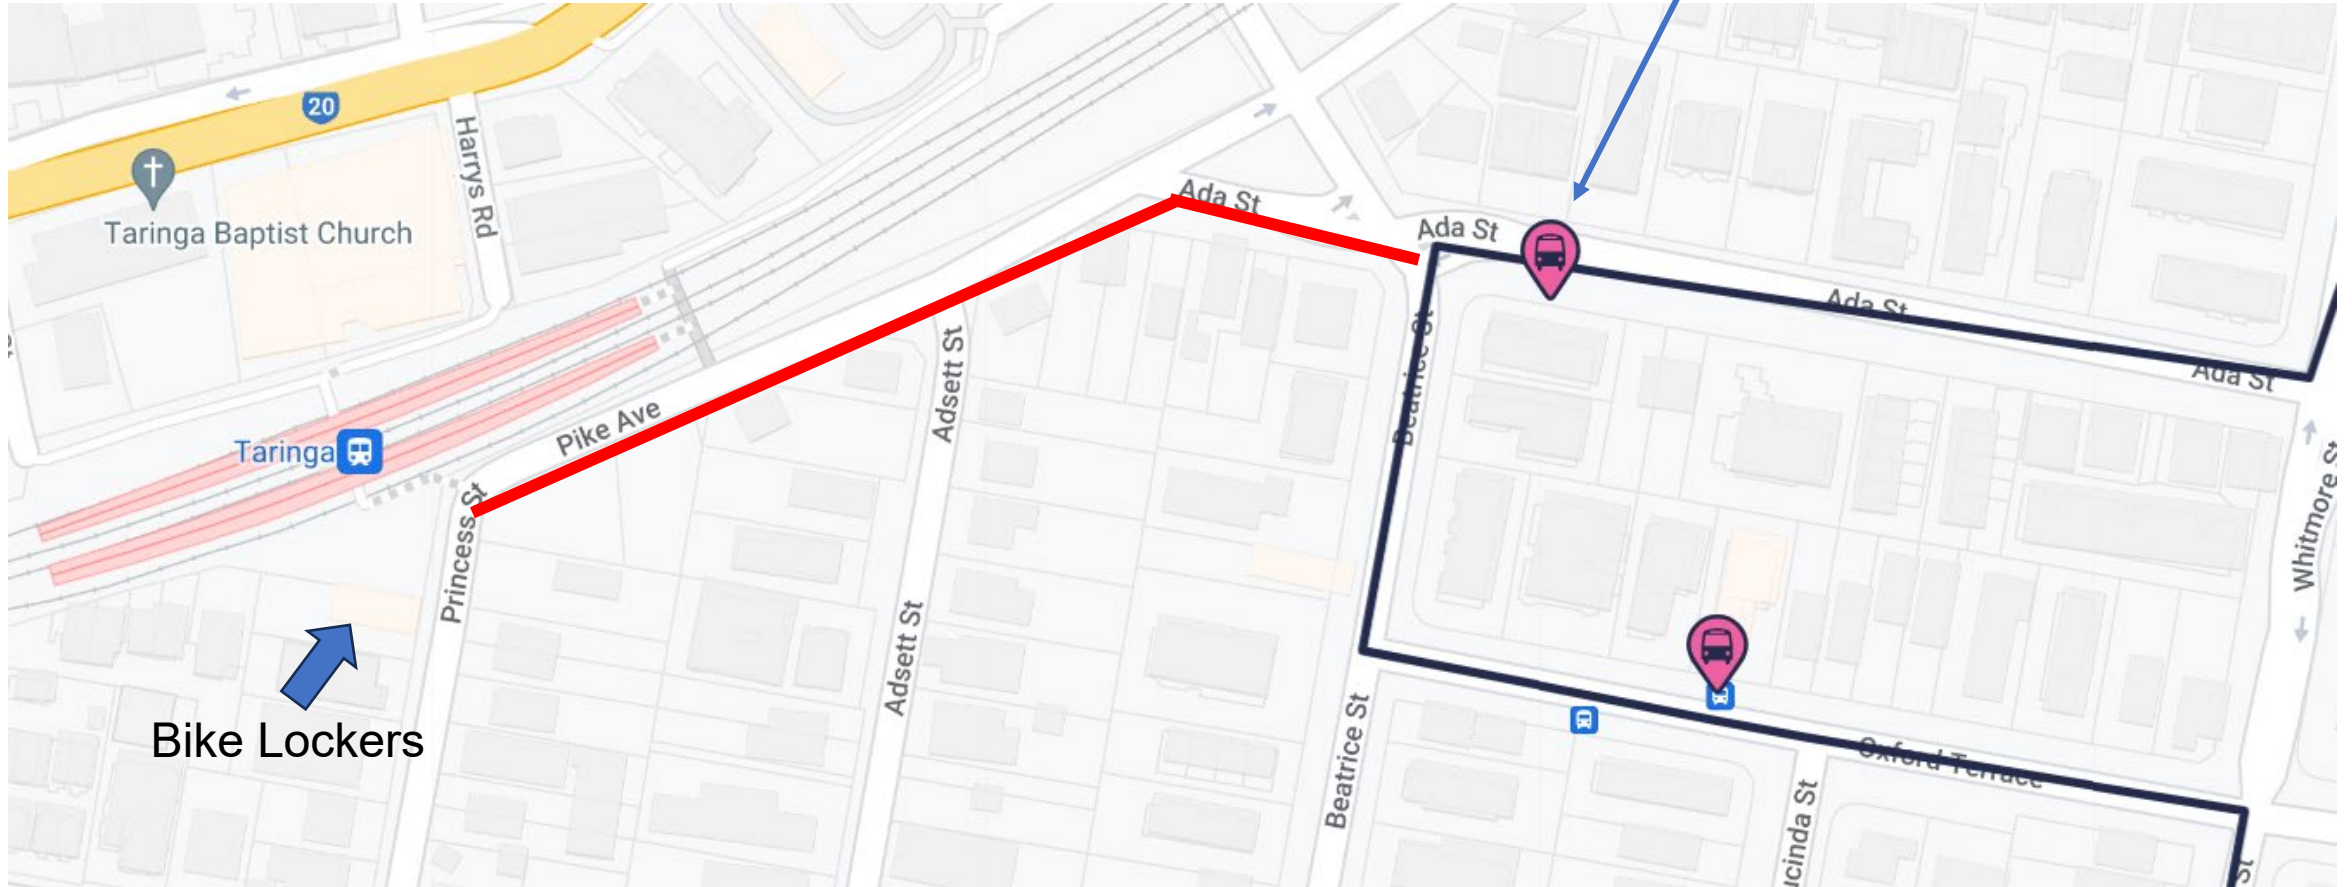 20
Harrys Rd
Taringa Baptist Church
Ada St
Ada St
Ada St
Ada St
Beatrice St
Adsett St
Pike Ave
Taringa
Princess St
Whitmore St
Adsett St
Bike Lockers
Beatrice St
Oxford Terrace
St